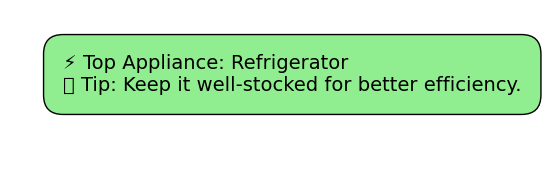 ⚡ Top Appliance: Refrigerator
Tip: Keep it well-stocked for better efficiency.